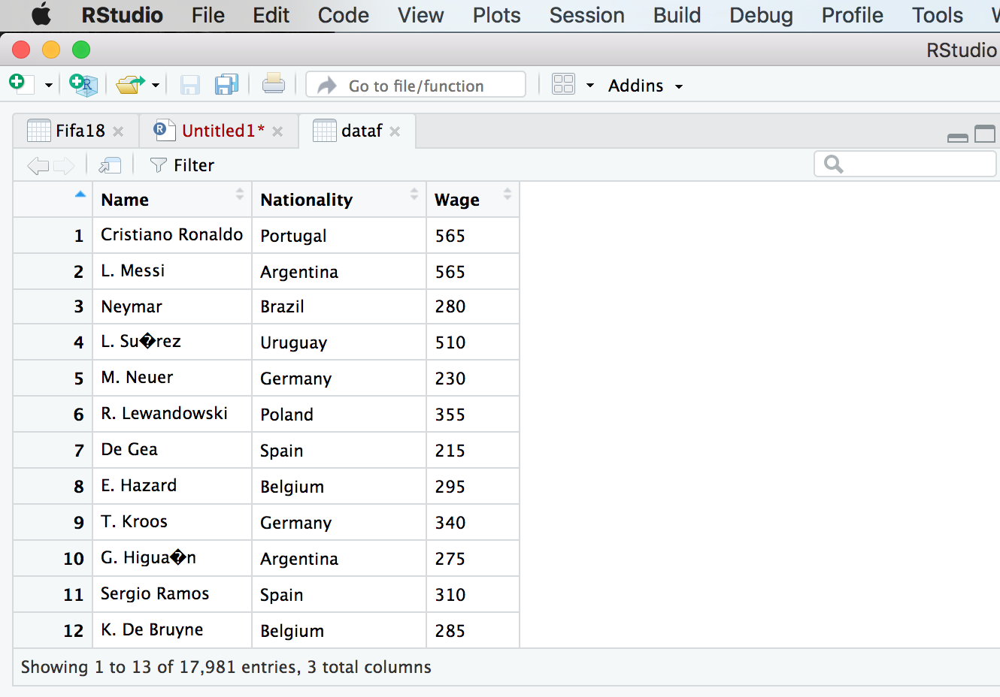 RStudio File Edit Code View Plots Session Build Debug Profile Tools
RStudio
Go to file/function Addins
Fifa18 Untitled1* dataf
Filter
Name Nationality Wage
1 Cristiano Ronaldo Portugal 565
2 L. Messi Argentina 565
3 Neymar Brazil 280
4 L. Su�rez Uruguay 510
5 M. Neuer Germany 230
6 R. Lewandowski Poland 355
7 De Gea Spain 215
8 E. Hazard Belgium 295
9 T. Kroos Germany 340
10 G. Higua�n Argentina 275
11 Sergio Ramos Spain 310
12 K. De Bruyne Belgium 285
Showing 1 to 13 of 17,981 entries, 3 total columns